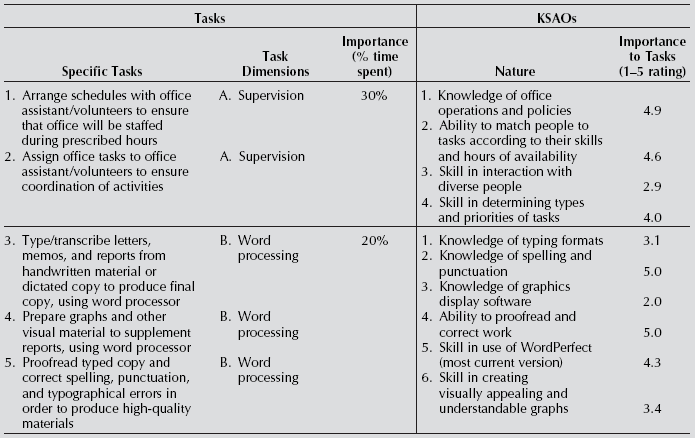 Tasks KSAOs
Importance Importance
Task (% time to Tasks
Specific Tasks Dimensions spent) Nature (1–5 rating)
1. Arrange schedules with office A. Supervision 30% 1. Knowledge of office
assistant/volunteers to ensure operations and policies 4.9
that office will be staffed 2. Ability to match people to
during prescribed hours tasks according to their skills
2. Assign office tasks to office A. Supervision and hours of availability 4.6
assistant/volunteers to ensure 3. Skill in interaction with
coordination of activities diverse people 2.9
4. Skill in determining types
and priorities of tasks 4.0
3. Type/transcribe letters, B. Word 20% 1. Knowledge of typing formats 3.1
memos, and reports from processing 2. Knowledge of spelling and
handwritten material or punctuation 5.0
dictated copy to produce final 3. Knowledge of graphics
copy, using word processor display software 2.0
4. Prepare graphs and other B. Word 4. Ability to proofread and
visual material to supplement processing correct work 5.0
reports, using word processor 5. Skill in use of WordPerfect
5. Proofread typed copy and B. Word (most current version) 4.3
correct spelling, punctuation, processing 6. Skill in creating
and typographical errors in visually appealing and
order to produce high-quality understandable graphs 3.4
materials